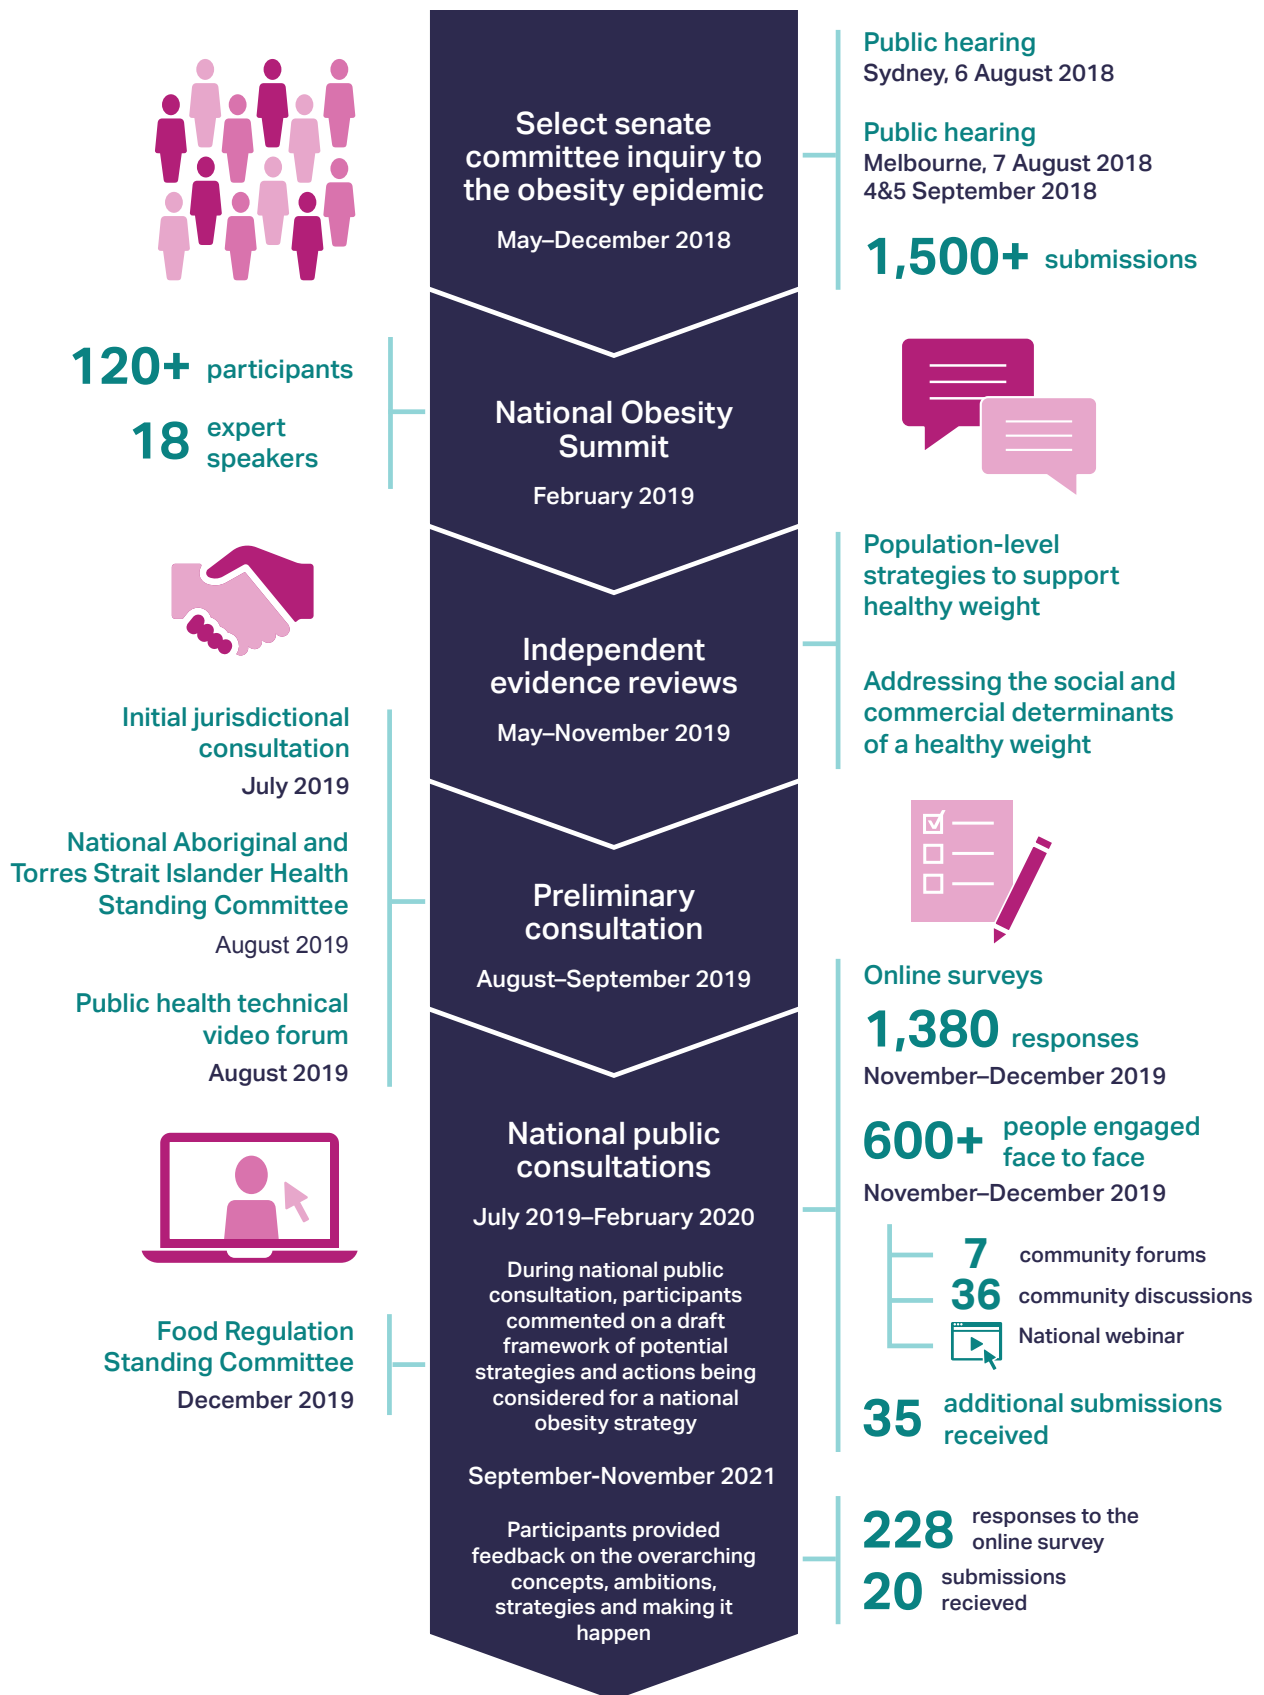 Select senate
committee inquiry to
the obesity epidemic
May–December 2018
Public hearing
Sydney, 6 August 2018
Public hearing
Melbourne, 7 August 2018
4&5 September 2018
1,500+ submissions
120+ participants
18 expert
speakers
National Obesity
Summit
February 2019
Independent
evidence reviews
May–November 2019
Population-level
strategies to support
healthy weight
Addressing the social and
commercial determinants
of a healthy weight
Initial jurisdictional
consultation
July 2019
National Aboriginal and
Torres Strait Islander Health
Standing Committee
August 2019
Public health technical
video forum
August 2019
Preliminary
consultation
August–September 2019
National public
consultations
July 2019–February 2020
During national public
consultation, participants
commented on a draft
framework of potential
strategies and actions being
considered for a national
obesity strategy
Online surveys
1,380 responses
November–December 2019
600+ people engaged
face to face
November–December 2019
7 community forums
36 community discussions
National webinar
35 additional submissions
received
Food Regulation
Standing Committee
December 2019
September-November 2021
Participants provided
feedback on the overarching
concepts, ambitions,
strategies and making it
happen
228 responses to the
online survey
20 submissions
recieved